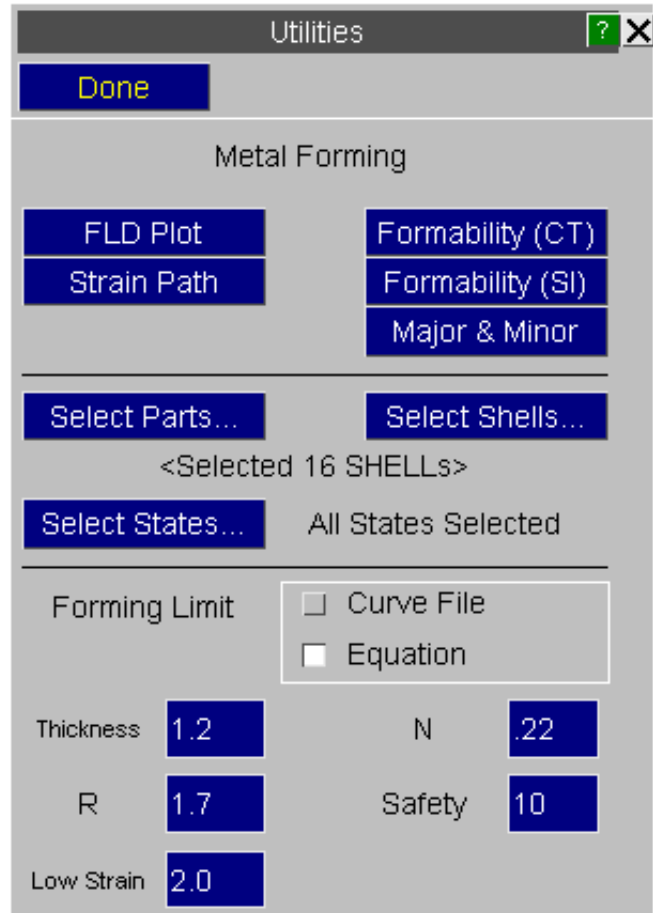 Utilities ? X
Done
Metal Forming
FLD Plot Formability (CT)
Strain Path Formability (SI)
Major & Minor
Select Parts... Select Shells...
<Selected 16 SHELLs>
Select States... All States Selected
Forming Limit Curve File
Equation
Thickness 1.2 N .22
R 1.7 Safety 10
Low Strain 2.0